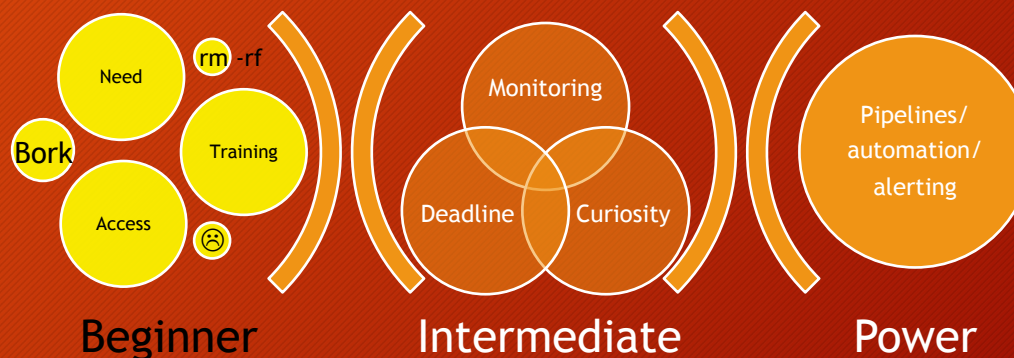 Need
rm -rf
Bork
Training
Access
☹
Beginner
Monitoring
Deadline
Curiosity
Intermediate
Pipelines/
automation/
alerting
Power